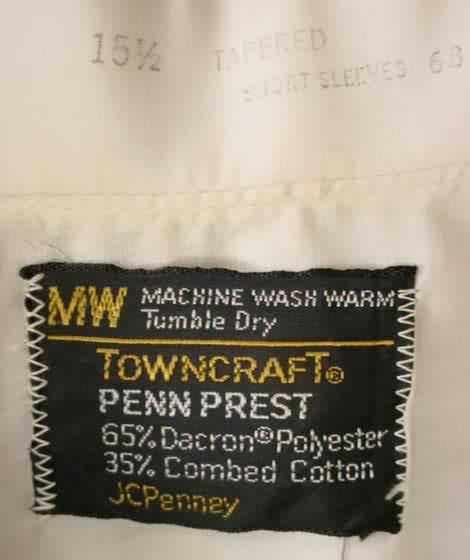 15½ TAPERED
SHORT SLEEVES 68
MW MACHINE WASH WARM
Tumble Dry
TOWNCRAFT®
PENN PREST
65% Dacron® Polyester
35% Combed Cotton
JCPenney